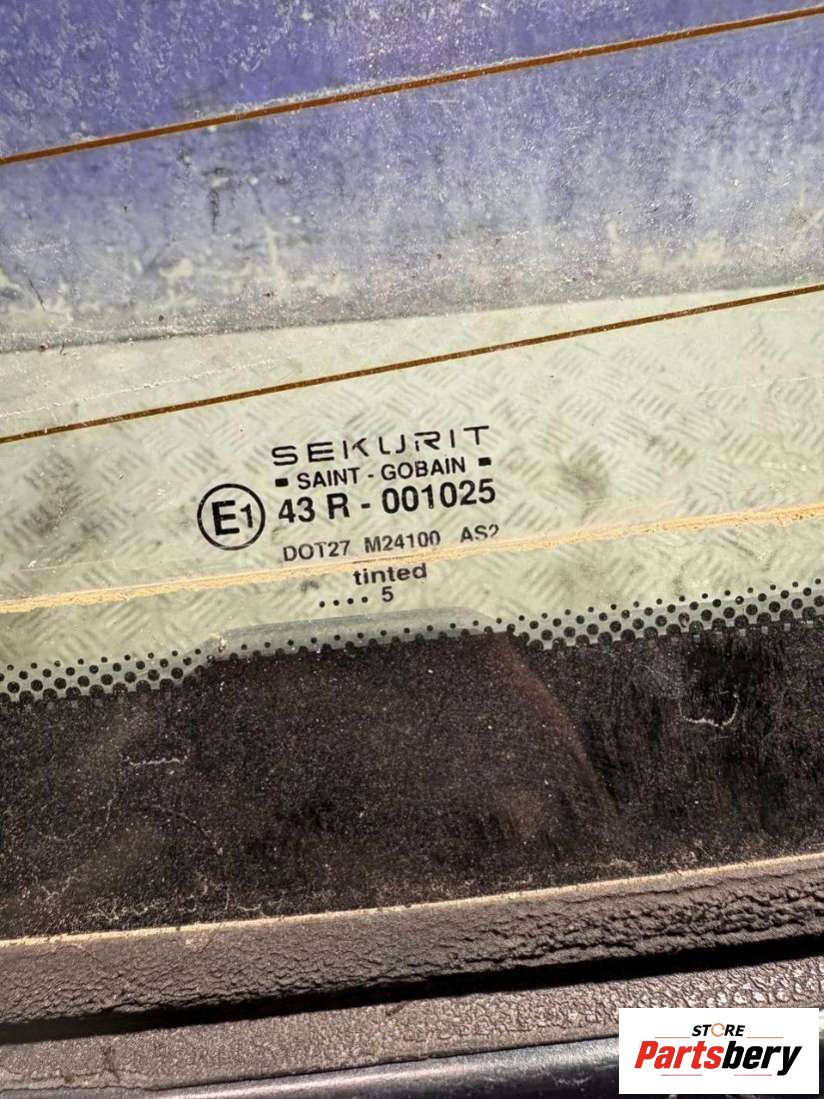 SEKURIT
▪ SAINT - GOBAIN ▪
E1 43 R - 001025
DOT27 M24100 AS2
tinted
.... 5
STORE
Partsbery